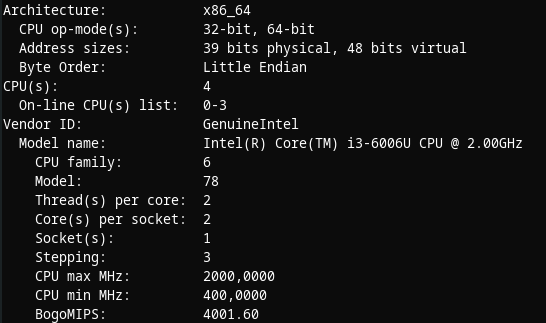 Architecture: x86_64
CPU op-mode(s): 32-bit, 64-bit
Address sizes: 39 bits physical, 48 bits virtual
Byte Order: Little Endian
CPU(s): 4
On-line CPU(s) list: 0-3
Vendor ID: GenuineIntel
Model name: Intel(R) Core(TM) i3-6006U CPU @ 2.00GHz
CPU family: 6
Model: 78
Thread(s) per core: 2
Core(s) per socket: 2
Socket(s): 1
Stepping: 3
CPU max MHz: 2000,0000
CPU min MHz: 400,0000
BogoMIPS: 4001.60